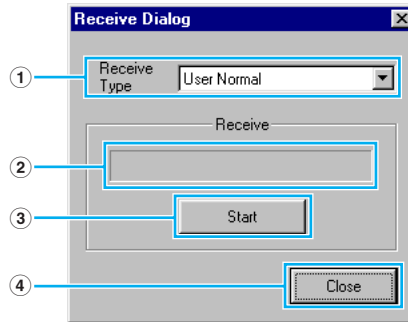 Receive Dialog
① Receive Type User Normal
Receive
②
③ Start
④ Close